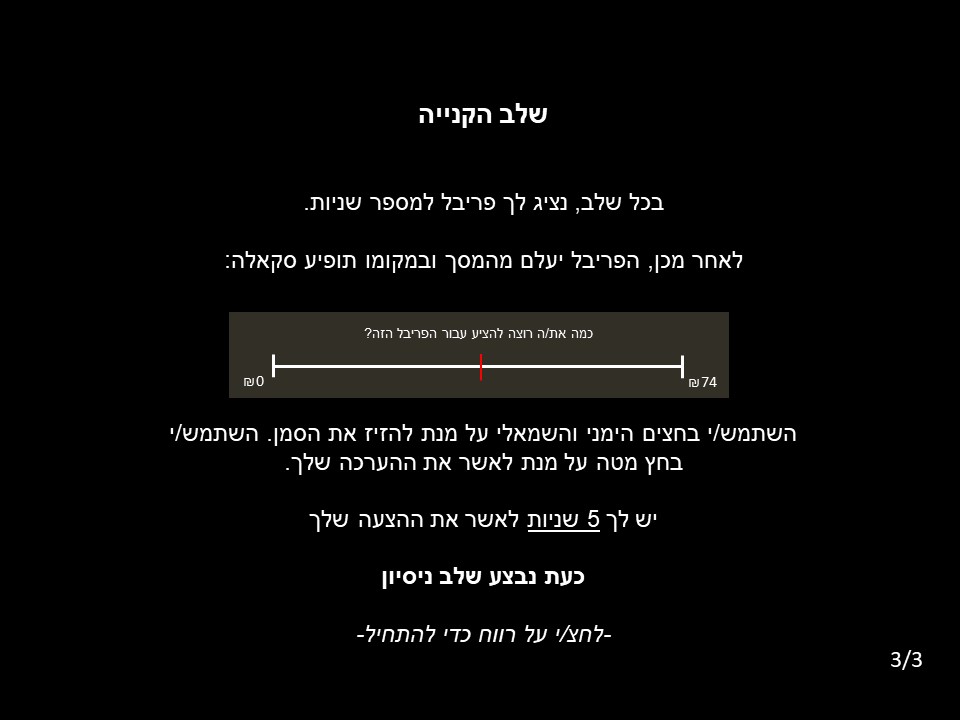 שלב הקנייה
בכל שלב, נציג לך פריבל למספר שניות.
לאחר מכן, הפריבל יעלם מהמסך ובמקומו תופיע סקאלה:
כמה את/ה רוצה להציע עבור הפריבל הזה?
₪0
₪74
השתמש/י בחצים הימני והשמאלי על מנת להזיז את הסמן. השתמש/י
בחץ מטה על מנת לאשר את ההערכה שלך.
יש לך 5 שניות לאשר את ההצעה שלך
כעת נבצע שלב ניסיון
-לחצ/י על רווח כדי להתחיל-
3/3